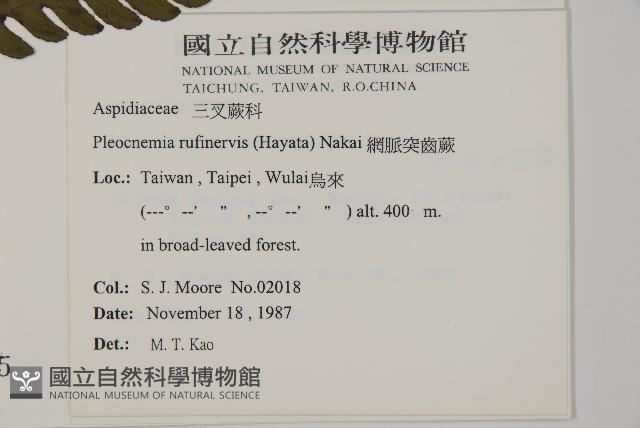 國立自然科學博物館
NATIONAL MUSEUM OF NATURAL SCIENCE
TAICHUNG, TAIWAN, R.O.CHINA
Aspidiaceae 三叉蕨科
Pleocnemia rufinervis (Hayata) Nakai 網脈突齒蕨
Loc.: Taiwan , Taipei , Wulai烏來
(---° --' " , --° --' " ) alt. 400 m.
in broad-leaved forest.
Col.: S. J. Moore No.02018
Date: November 18 , 1987
Det.: M. T. Kao
5
國立自然科學博物館
NATIONAL MUSEUM OF NATURAL SCIENCE